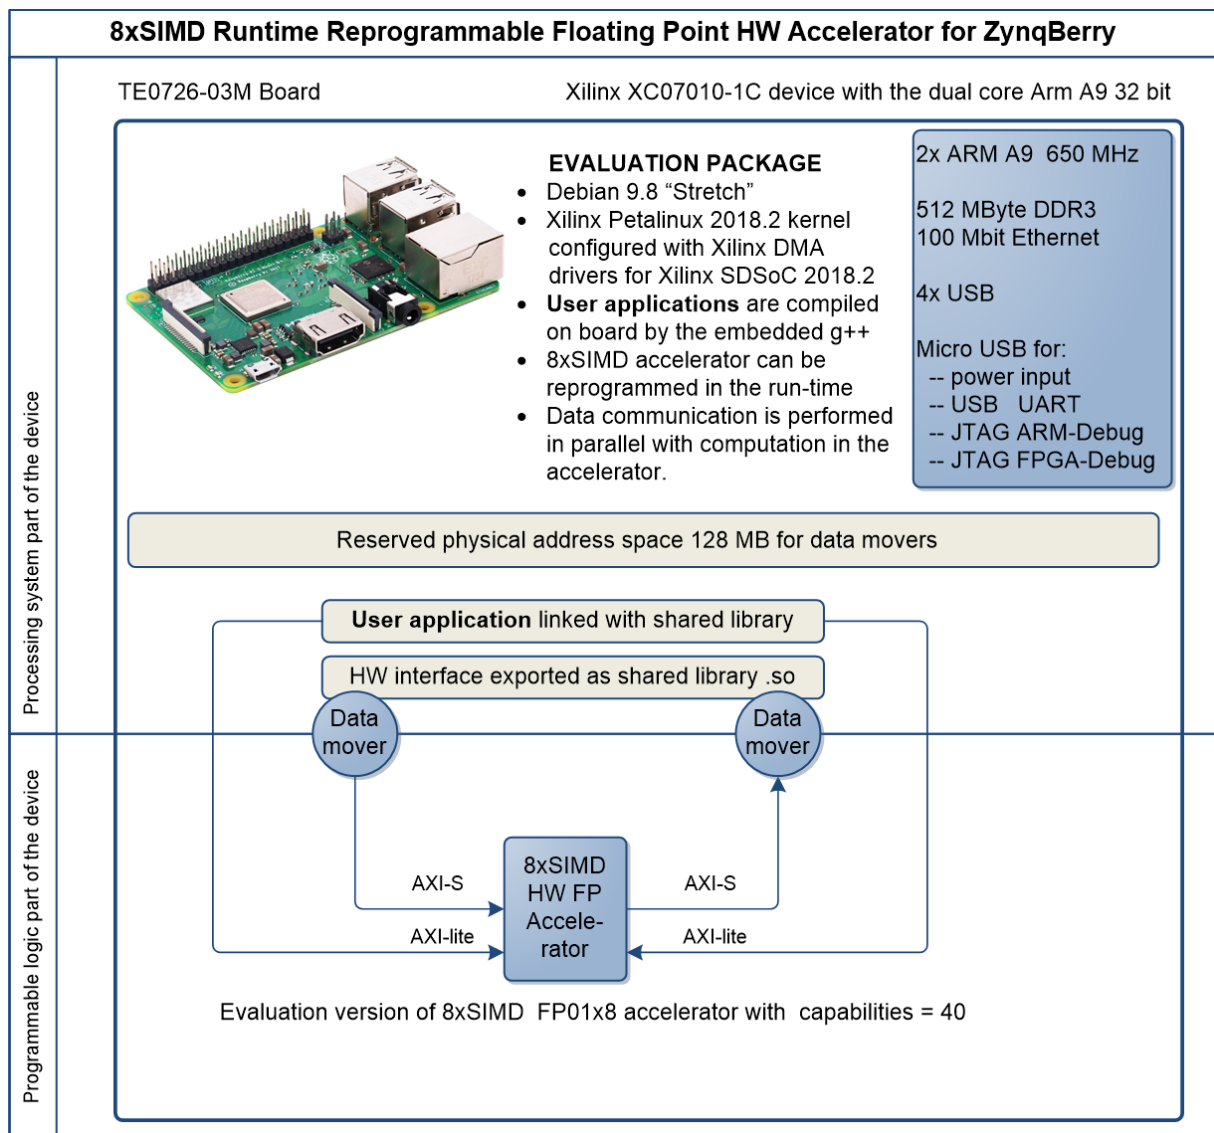 8xSIMD Runtime Reprogrammable Floating Point HW Accelerator for ZynqBerry
TE0726-03M Board
Xilinx XC07010-1C device with the dual core Arm A9 32 bit
EVALUATION PACKAGE
• Debian 9.8 “Stretch”
• Xilinx Petalinux 2018.2 kernel
configured with Xilinx DMA
drivers for Xilinx SDSoC 2018.2
• User applications are compiled
on board by the embedded g++
• 8xSIMD accelerator can be
reprogrammed in the run-time
• Data communication is performed
in parallel with computation in the
accelerator.
2x ARM A9 650 MHz
512 MByte DDR3
100 Mbit Ethernet
4x USB
Micro USB for:
-- power input
-- USB UART
-- JTAG ARM-Debug
-- JTAG FPGA-Debug
Processing system part of the device
Reserved physical address space 128 MB for data movers
User application linked with shared library
HW interface exported as shared library .so
Data
mover
Data
mover
Programmable logic part of the device
8xSIMD
HW FP
Accele-
rator
AXI-S
AXI-S
AXI-lite
AXI-lite
Evaluation version of 8xSIMD FP01x8 accelerator with capabilities = 40